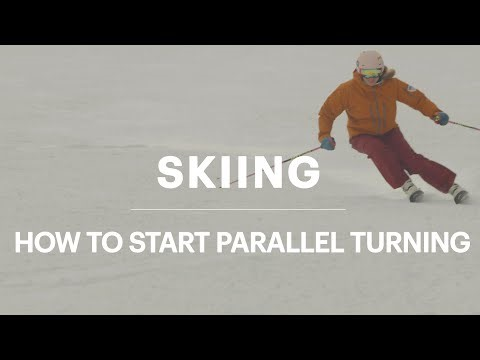 SKIING
HOW TO START PARALLEL TURNING